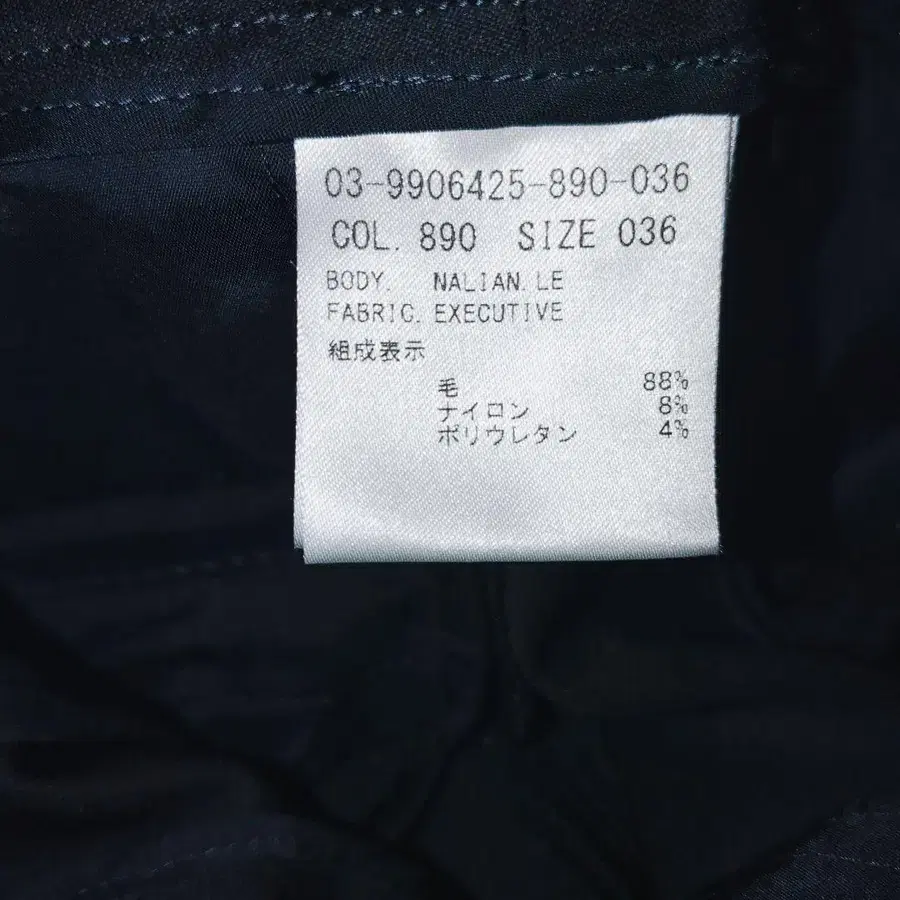 03-9906425-890-036
COL. 890 SIZE 036
BODY. NALIAN.LE
FABRIC. EXECUTIVE
組成表示
毛 88%
ナイロン 8%
ポリウレタン 4%